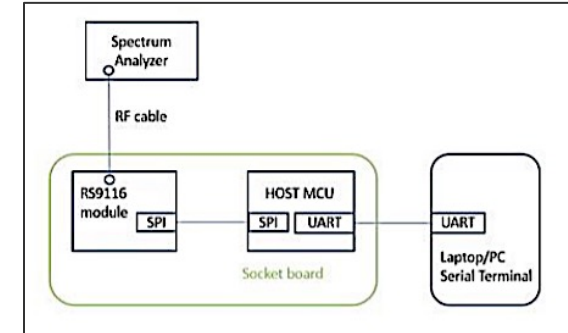 Spectrum
Analyzer
RF cable
RS9116
module
SPI
HOST MCU
SPI
UART
Socket board
UART
Laptop/PC
Serial Terminal